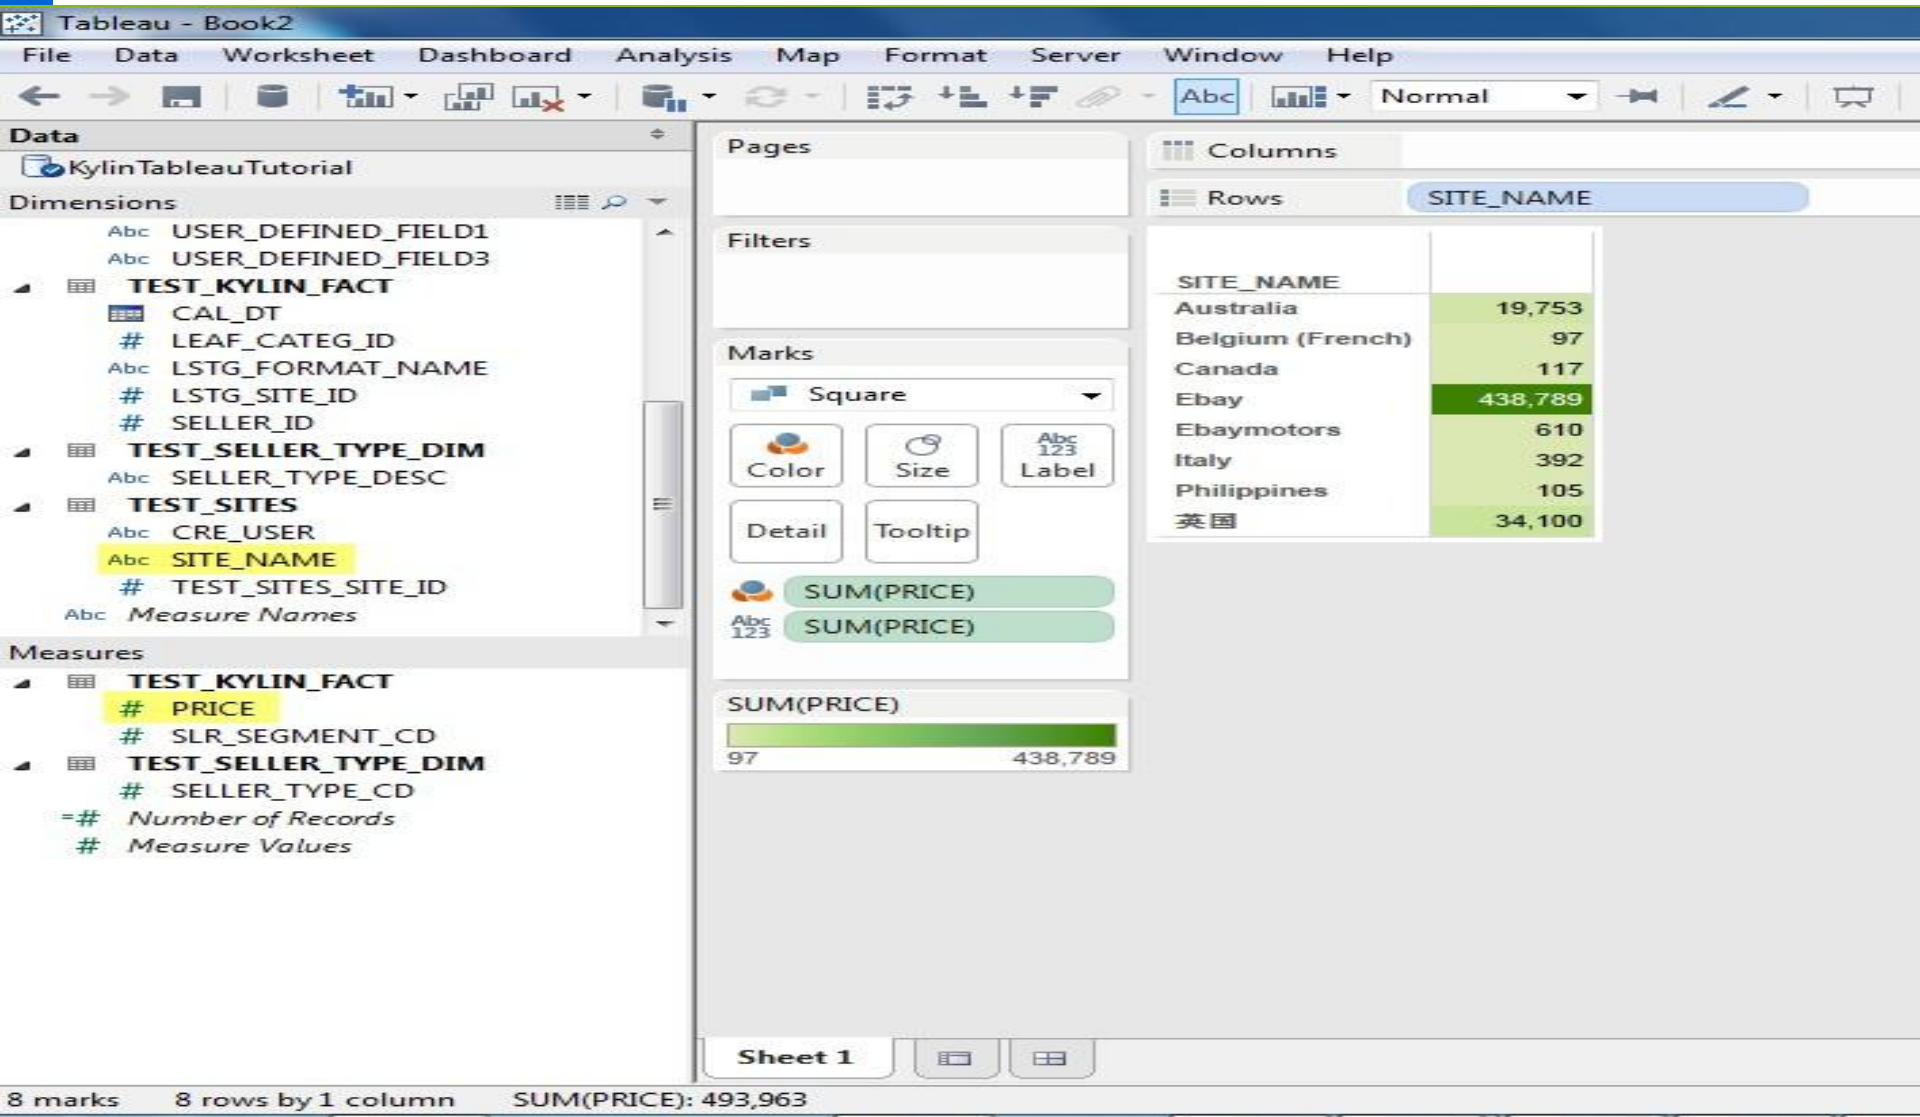 Tableau - Book2
File Data Worksheet Dashboard Analysis Map Format Server Window Help
Abc Normal
Data
KylinTableauTutorial
Dimensions
Abc USER_DEFINED_FIELD1
Abc USER_DEFINED_FIELD3
TEST_KYLIN_FACT
CAL_DT
# LEAF_CATEG_ID
Abc LSTG_FORMAT_NAME
# LSTG_SITE_ID
# SELLER_ID
TEST_SELLER_TYPE_DIM
Abc SELLER_TYPE_DESC
TEST_SITES
Abc CRE_USER
Abc SITE_NAME
# TEST_SITES_SITE_ID
Abc Measure Names
Measures
TEST_KYLIN_FACT
# PRICE
# SLR_SEGMENT_CD
TEST_SELLER_TYPE_DIM
# SELLER_TYPE_CD
=# Number of Records
# Measure Values
Pages
Filters
Marks
Square
Color
Size
Abc
123
Label
Detail
Tooltip
SUM(PRICE)
Abc
123
SUM(PRICE)
SUM(PRICE)
97 438,789
Columns
Rows SITE_NAME
SITE_NAME
Australia 19,753
Belgium (French) 97
Canada 117
Ebay 438,789
Ebaymotors 610
Italy 392
Philippines 105
英国 34,100
Sheet 1
8 marks 8 rows by 1 column SUM(PRICE): 493,963